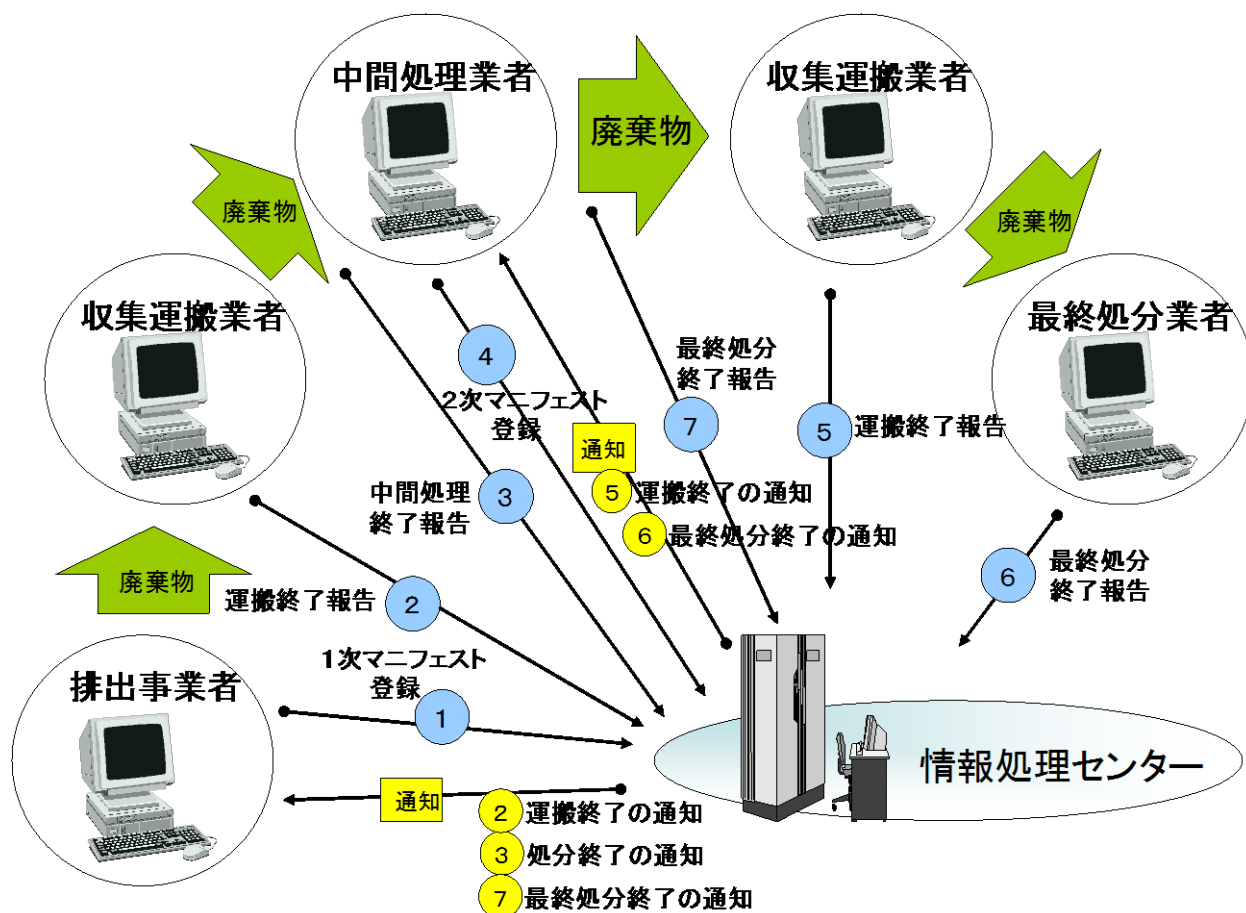 中間処理業者
収集運搬業者
廃棄物
廃棄物
廃棄物
収集運搬業者
最終処分業者
4
2次マニフェスト
登録
最終処分
終了報告
7
5
運搬終了報告
通知
中間処理
終了報告
3
5
運搬終了の通知
6
最終処分終了の通知
6
最終処分
終了報告
廃棄物
運搬終了報告
2
排出事業者
1次マニフェスト
登録
1
情報処理センター
通知
2
運搬終了の通知
3
処分終了の通知
7
最終処分終了の通知